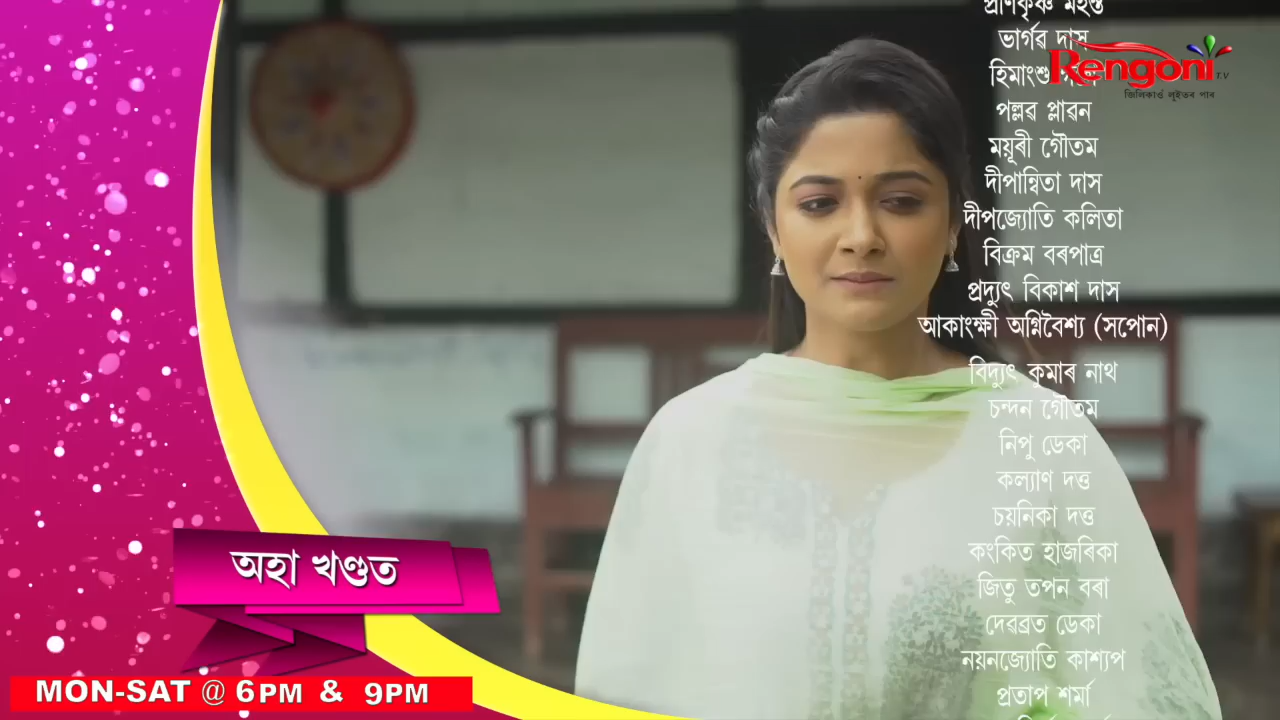 প্ৰাণকৃষ্ণ মহন্ত
ভাৰ্গৱ দাস
Rengoni TV
হিমাংশু
জিলিকাওঁ লুইতৰ পাৰ
পল্লৱ প্লাৱন
ময়ূৰী গৌতম
দীপান্বিতা দাস
দীপজ্যোতি কলিতা
বিক্ৰম বৰপাত্ৰ
প্ৰদ্যুৎ বিকাশ দাস
আকাংক্ষী অগ্নিবৈশ্য (সপোন)
বিদ্যুৎ কুমাৰ নাথ
চন্দন গৌতম
নিপু ডেকা
কল্যাণ দত্ত
চয়নিকা দত্ত
কংকিত হাজৰিকা
জিতু তপন বৰা
দেৱব্ৰত ডেকা
নয়নজ্যোতি কাশ্যপ
প্ৰতাপ শৰ্মা
অহা খণ্ডত
MON-SAT @ 6PM & 9PM